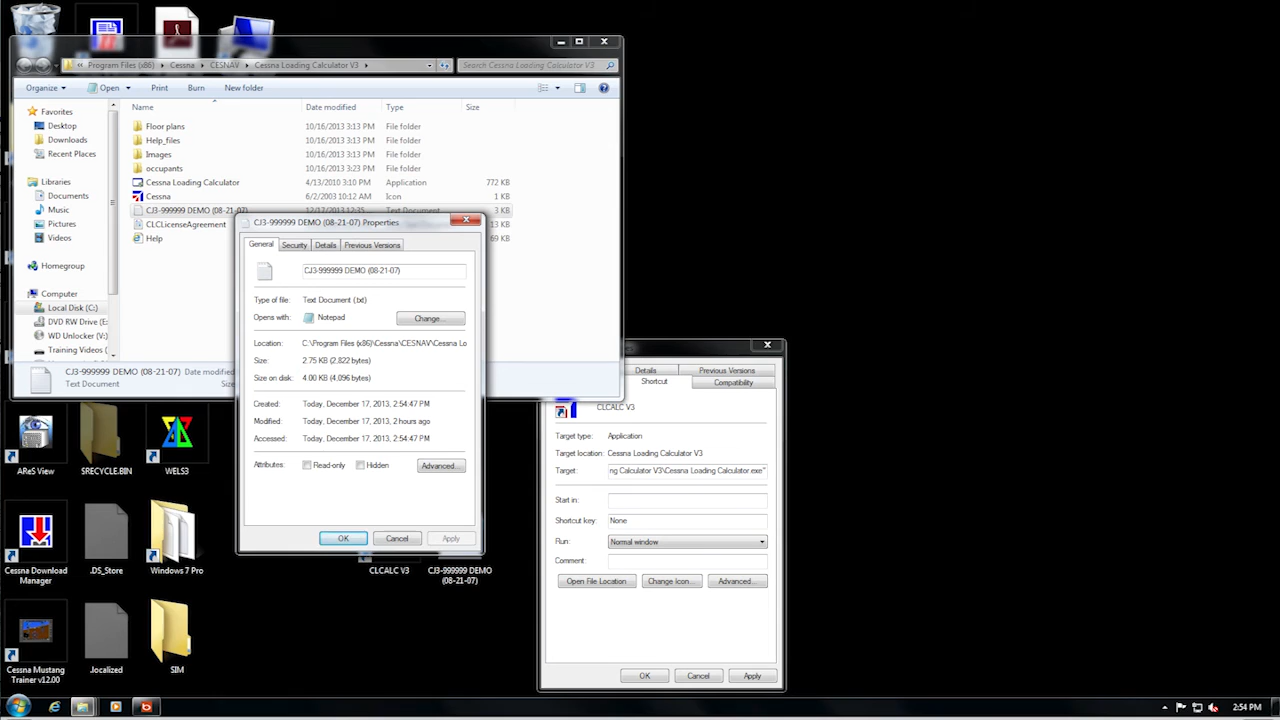 « Program Files (x86) ▸ Cessna ▸ CESNAV ▸ Cessna Loading Calculator V3 ▸
Search Cessna Loading Calculator V3
Organize Open Print Burn New folder
Favorites
Desktop
Downloads
Recent Places
Libraries
Documents
Music
Pictures
Videos
Homegroup
Computer
Local Disk (C:)
DVD RW Drive (E:
WD Unlocker (V:)
Training Videos (
Name Date modified Type Size
Floor plans 10/16/2013 3:13 PM File folder
Help_files 10/16/2013 3:13 PM File folder
Images 10/16/2013 3:13 PM File folder
occupants 10/16/2013 3:23 PM File folder
Cessna Loading Calculator 4/13/2010 3:10 PM Application 772 KB
Cessna 6/2/2003 10:12 AM Icon 1 KB
CJ3-999999 DEMO (08-21-07) 12/17/2013 12:35 Text Document 3 KB
CLCLicenseAgreement 13 KB
Help 69 KB
CJ3-999999 DEMO (08-21-07) Date modified
Text Document Siz
CJ3-999999 DEMO (08-21-07) Properties
General Security Details Previous Versions
CJ3-999999 DEMO (08-21-07)
Type of file: Text Document (.txt)
Opens with: Notepad Change...
Location: C:\Program Files (x86)\Cessna\CESNAV\Cessna Lo
Size: 2.75 KB (2,822 bytes)
Size on disk: 4.00 KB (4,096 bytes)
Created: Today, December 17, 2013, 2:54:47 PM
Modified: Today, December 17, 2013, 2 hours ago
Accessed: Today, December 17, 2013, 2:54:47 PM
Attributes: Read-only Hidden Advanced...
OK Cancel Apply
Details Previous Versions
Shortcut Compatibility
CLCALC V3
Target type: Application
Target location: Cessna Loading Calculator V3
Target: ng Calculator V3\Cessna Loading Calculator.exe"
Start in:
Shortcut key: None
Run: Normal window
Comment:
Open File Location Change Icon... Advanced...
OK Cancel Apply
AReS View
$RECYCLE.BIN
WELS3
Cessna Download
Manager
.DS_Store
Windows 7 Pro
CLCALC V3
CJ3-999999 DEMO
(08-21-07)
Cessna Mustang
Trainer v12.00
.localized
SIM
2:54 PM